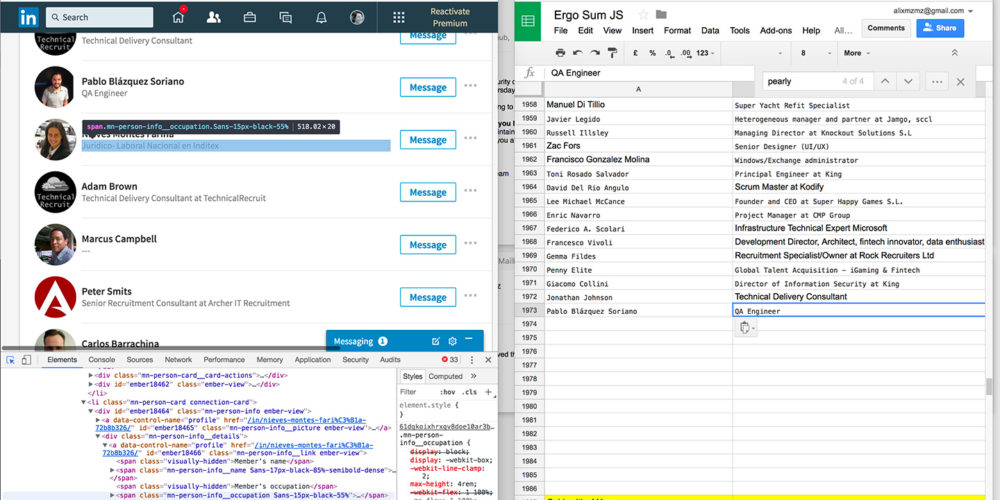 in
Search
Reactivate
Premium
Technical
Recruit
Technical Delivery Consultant
Message
Pablo Blázquez Soriano
QA Engineer
Message
span.mn-person-info__occupation.Sans-15px-black-55% | 518.02×20
Nieves Montes Fariña
Jurídico- Laboral Nacional en Inditex
Message
Technical
Recruit
Adam Brown
Technical Delivery Consultant at TechnicalRecruit
Message
Marcus Campbell
---
Message
Peter Smits
Senior Recruitment Consultant at Archer IT Recruitment
Message
Carlos Barrachina
Messaging 1
Elements Console Sources Network Performance Memory Application Security Audits 33
▶<div class="mn-person-card__card-actions">…</div>
▶<div id="ember18462" class="ember-view">…</div>
</li>
▼<li class="mn-person-card connection-card">
▼<div id="ember18464" class="mn-person-info ember-view">
▶<a data-control-name="profile" href="/in/nieves-montes-fari%C3%B1a-
72b8b326/" id="ember18465" class="mn-person-info__picture ember-view">…</a>
▼<div class="mn-person-info__details">
▼<a data-control-name="profile" href="/in/nieves-montes-fari%C3%B1a-
72b8b326/" id="ember18466" class="mn-person-info__link ember-view">
<span class="visually-hidden">Member's name</span>
▶<span class="mn-person-info__name Sans-17px-black-85%-semibold-dense">…
</span>
<span class="visually-hidden">Member's occupation</span>
▶<span class="mn-person-info__occupation Sans-15px-black-55%">…</span>
Styles Computed »
Filter :hov .cls +
element.style {
}
.mn-person-
info__occupation {
display: block;
display: -webkit-box;
-webkit-line-clamp:
2;
max-height: 4rem;
-webkit-flex: 1 100%;
Ergo Sum JS
alixmzmz@gmail.com
File Edit View Insert Format Data Tools Add-ons Help All…
Comments
Share
£ % .0 .00 123 8 More
fx QA Engineer
pearly 4 of 4
A
1958 Manuel Di Tillio Super Yacht Refit Specialist
1959 Javier Legido Heterogeneous manager and partner at Jamgo, sccl
1960 Russell Illsley Managing Director at Knockout Solutions S.L
1961 Zac Fors Senior Designer (UI/UX)
1962 Francisco Gonzalez Molina Windows/Exchange administrator
1963 Toni Rosado Salvador Principal Engineer at King
1964 David Del Rio Angulo Scrum Master at Kodify
1965 Lee Michael McCance Founder and CEO at Super Happy Games S.L.
1966 Enric Navarro Project Manager at CMP Group
1967 Federico A. Scolari Infrastructure Technical Expert Microsoft
1968 Francesco Vivoli Development Director, Architect, fintech innovator, data enthusiast
1969 Gemma Fildes Recruitment Specialist/Owner at Rock Recruiters Ltd
1970 Penny Elite Global Talent Acquisition - iGaming & Fintech
1971 Giacomo Collini Director of Information Security at King
1972 Jonathan Johnson Technical Delivery Consultant
1973 Pablo Blázquez Soriano QA Engineer
1974
1975
1976
1977
1978
1979
1980
1981
1982
1983
1984
1985
1986